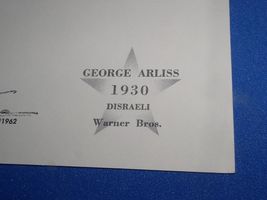 GEORGE ARLISS
1930
DISRAELI
Warner Bros.
1962